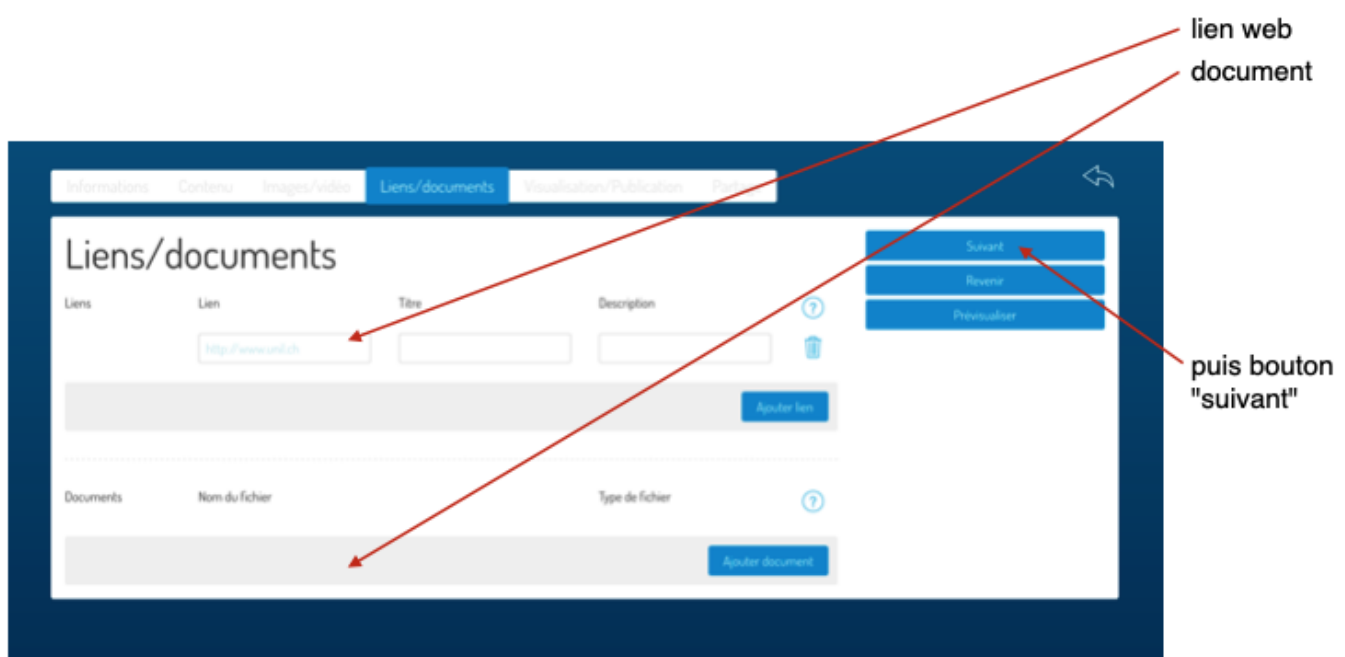 lien web
document
Informations Contenu Images/vidéo Liens/documents Visualisation/Publication
Liens/documents
Suivant
Revenir
Prévisualiser
Liens Lien Titre Description ?
http://www.unil.ch
Ajouter lien
puis bouton
"suivant"
Documents Nom du fichier Type de fichier ?
Ajouter document